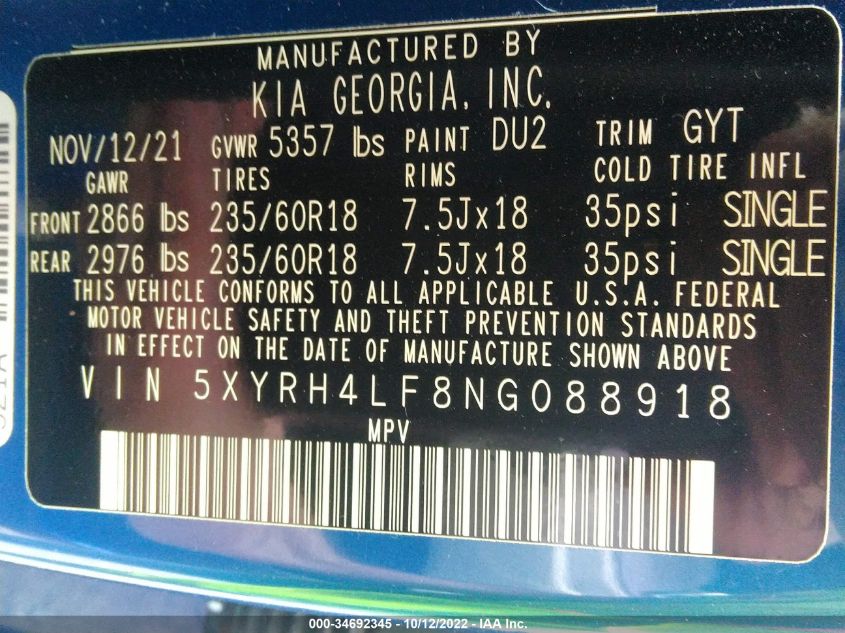 MANUFACTURED BY
KIA GEORGIA, INC.
NOV/12/21 GVWR 5357 lbs PAINT DU2 TRIM GYT
GAWR TIRES RIMS COLD TIRE INFL
FRONT 2866 lbs 235/60R18 7.5Jx18 35psi SINGLE
REAR 2976 lbs 235/60R18 7.5Jx18 35psi SINGLE
THIS VEHICLE CONFORMS TO ALL APPLICABLE U.S.A. FEDERAL
MOTOR VEHICLE SAFETY AND THEFT PREVENTION STANDARDS
IN EFFECT ON THE DATE OF MANUFACTURE SHOWN ABOVE
VIN 5XYRH4LF8NG088918
MPV
000-34692345 - 10/12/2022 - IAA Inc.